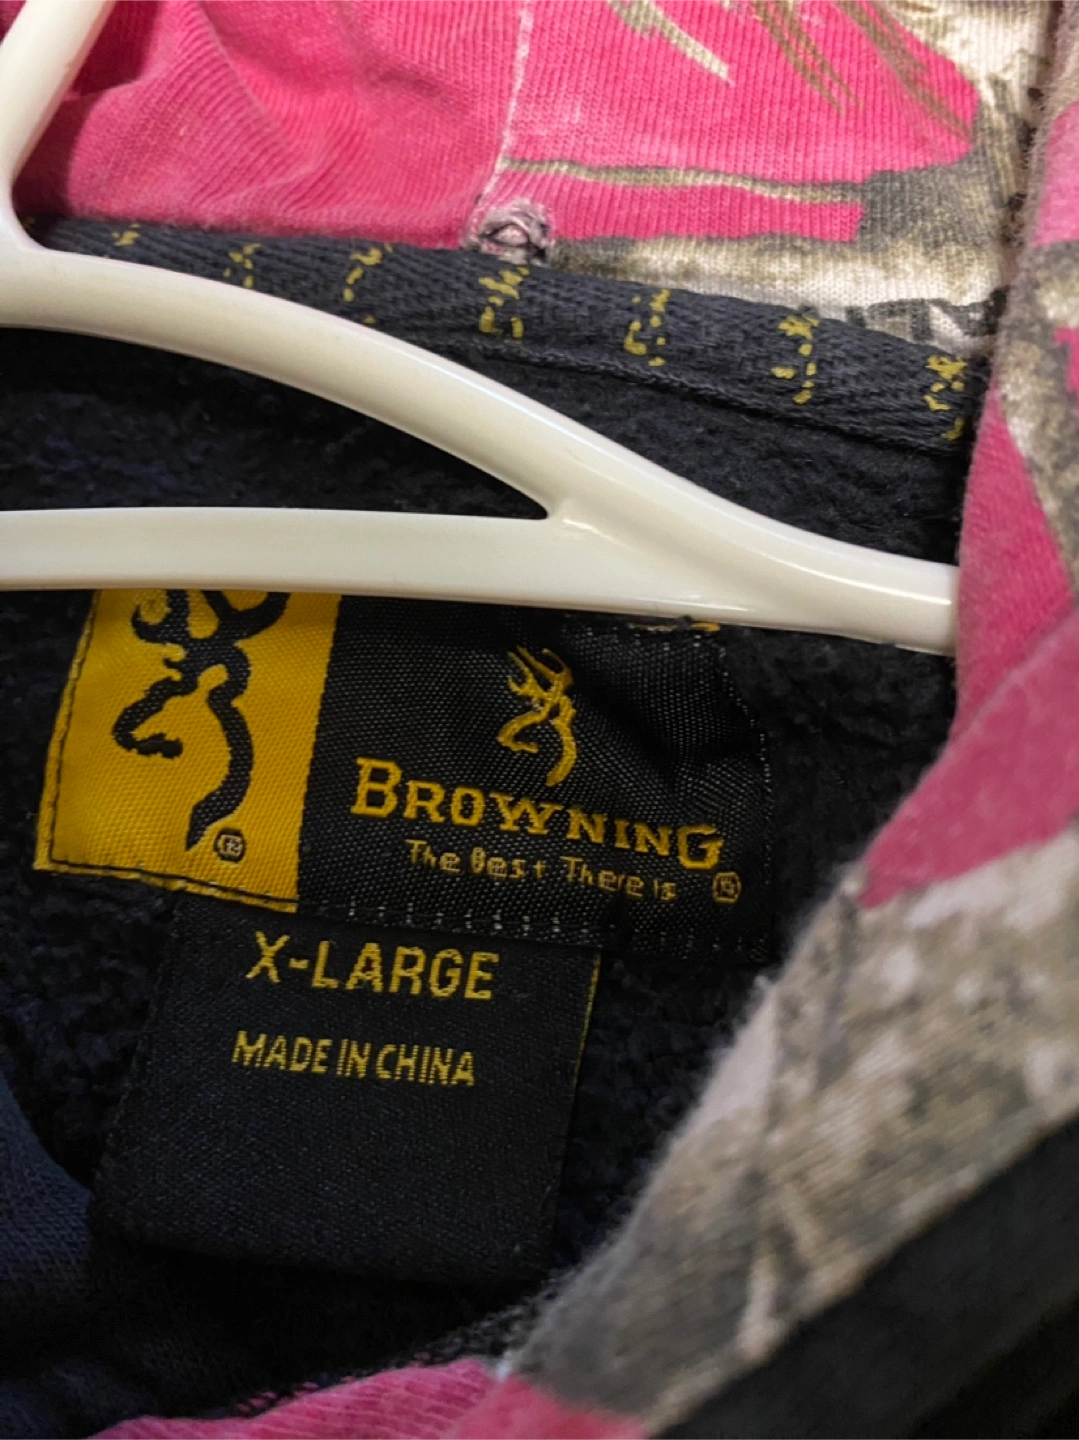 BROWNING
The Best There is ®
X-LARGE
MADE IN CHINA